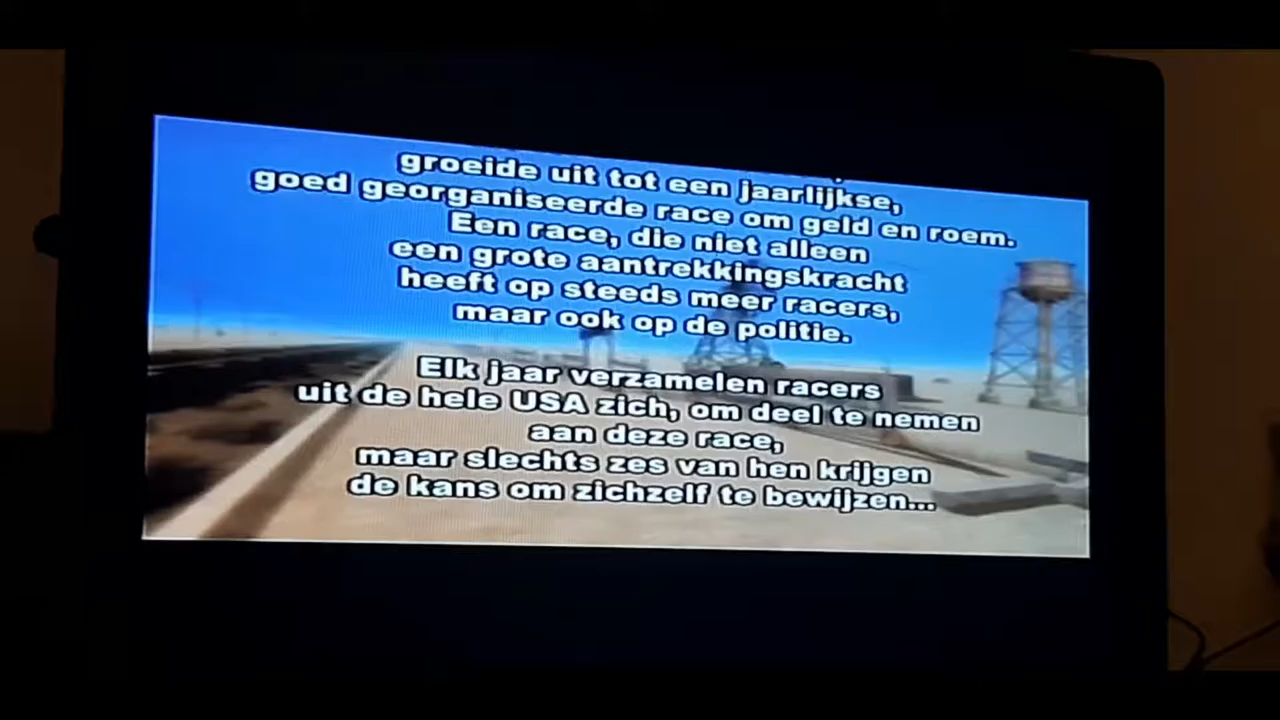 groeide uit tot een jaarlijkse,
goed georganiseerde race om geld en roem.
Een race, die niet alleen
een grote aantrekkingskracht
heeft op steeds meer racers,
maar ook op de politie.
Elk jaar verzamelen racers
uit de hele USA zich, om deel te nemen
aan deze race,
maar slechts zes van hen krijgen
de kans om zichzelf te bewijzen...